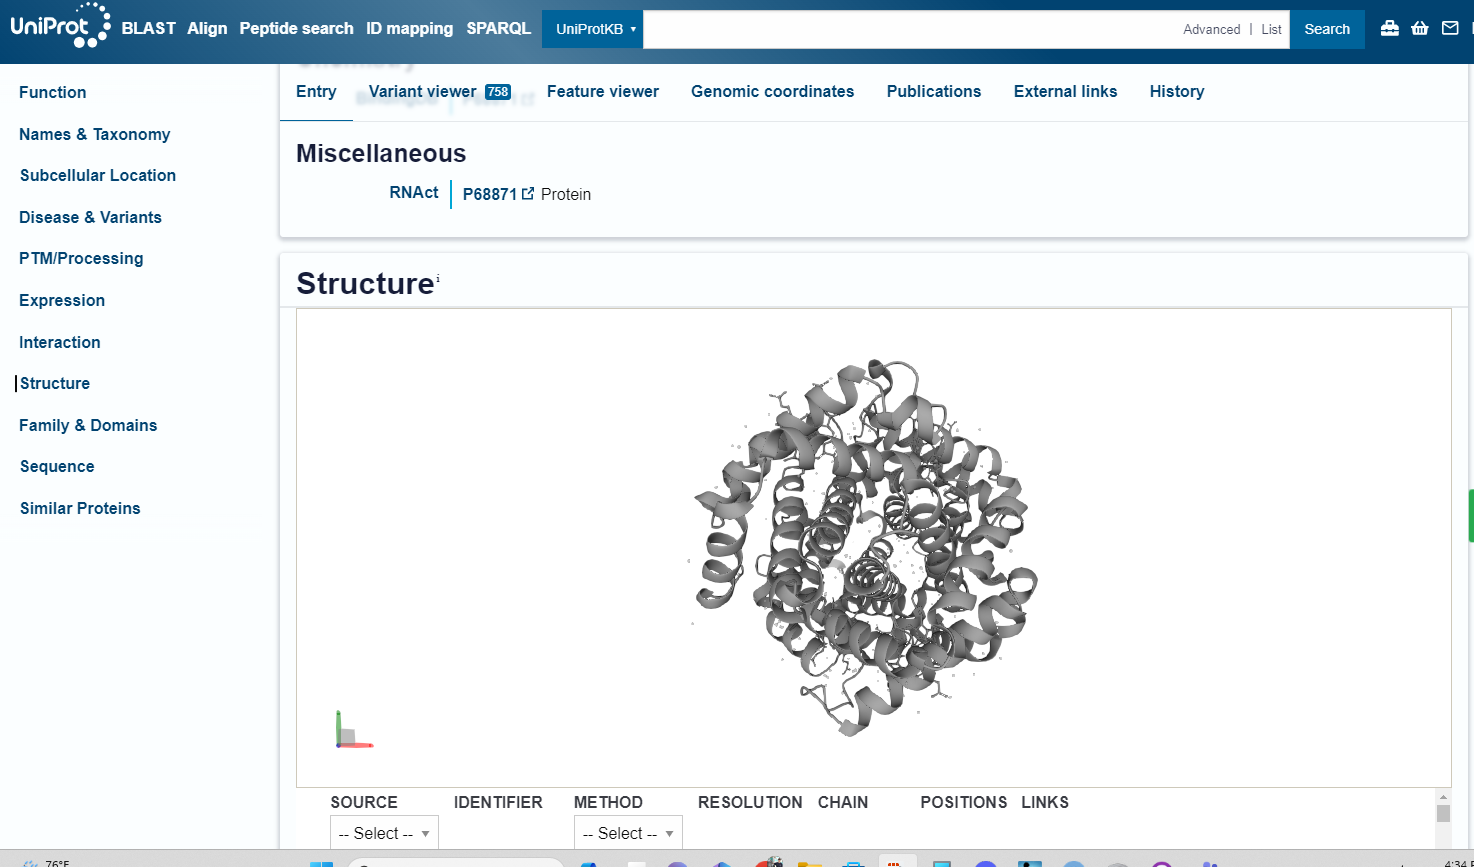 UniProt BLAST Align Peptide search ID mapping SPARQL UniProtKB Advanced | List Search
Function
Names & Taxonomy
Subcellular Location
Disease & Variants
PTM/Processing
Expression
Interaction
Structure
Family & Domains
Sequence
Similar Proteins
Entry Variant viewer 758 Feature viewer Genomic coordinates Publications External links History
Miscellaneous
RNAct P68871 Protein
Structure i
SOURCE IDENTIFIER METHOD RESOLUTION CHAIN POSITIONS LINKS
-- Select -- -- Select --
76°F